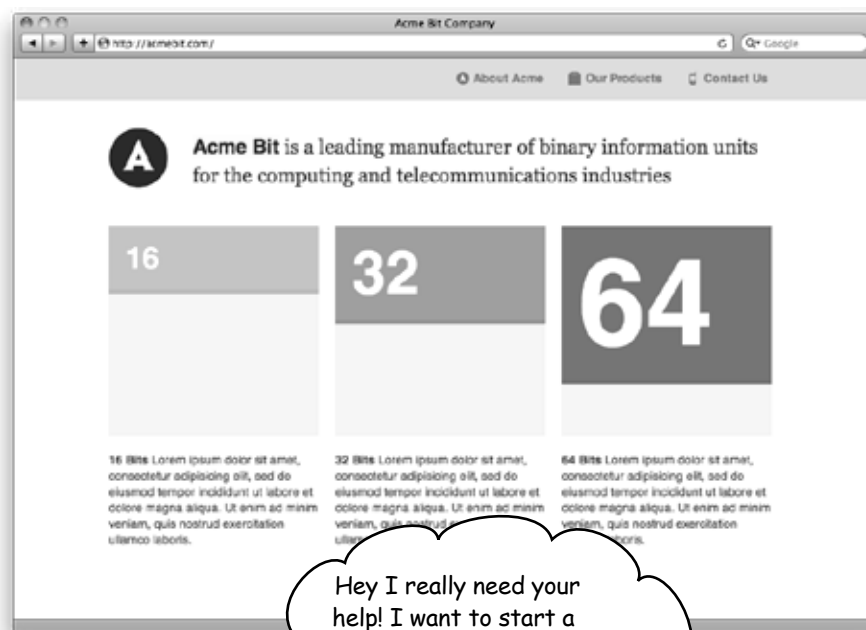 Acme Bit Company
http://acmebit.com/
Google
About Acme
Our Products
Contact Us
A
Acme Bit is a leading manufacturer of binary information units
for the computing and telecommunications industries
16
32
64
16 Bits Lorem ipsum dolor sit amet,
consectetur adipisicing elit, sed do
eiusmod tempor incididunt ut labore et
dolore magna aliqua. Ut enim ad minim
veniam, quis nostrud exercitation
ullamco laboris.
32 Bits Lorem ipsum dolor sit amet,
consectetur adipisicing elit, sed do
eiusmod tempor incididunt ut labore et
dolore magna aliqua. Ut enim ad minim
veniam, quis nostrud
64 Bits Lorem ipsum dolor sit amet,
consectetur adipisicing elit, sed do
eiusmod tempor incididunt ut labore et
dolore magna aliqua. Ut enim ad minim
veniam, quis nostrud exercitation
Hey I really need your
help! I want to start a